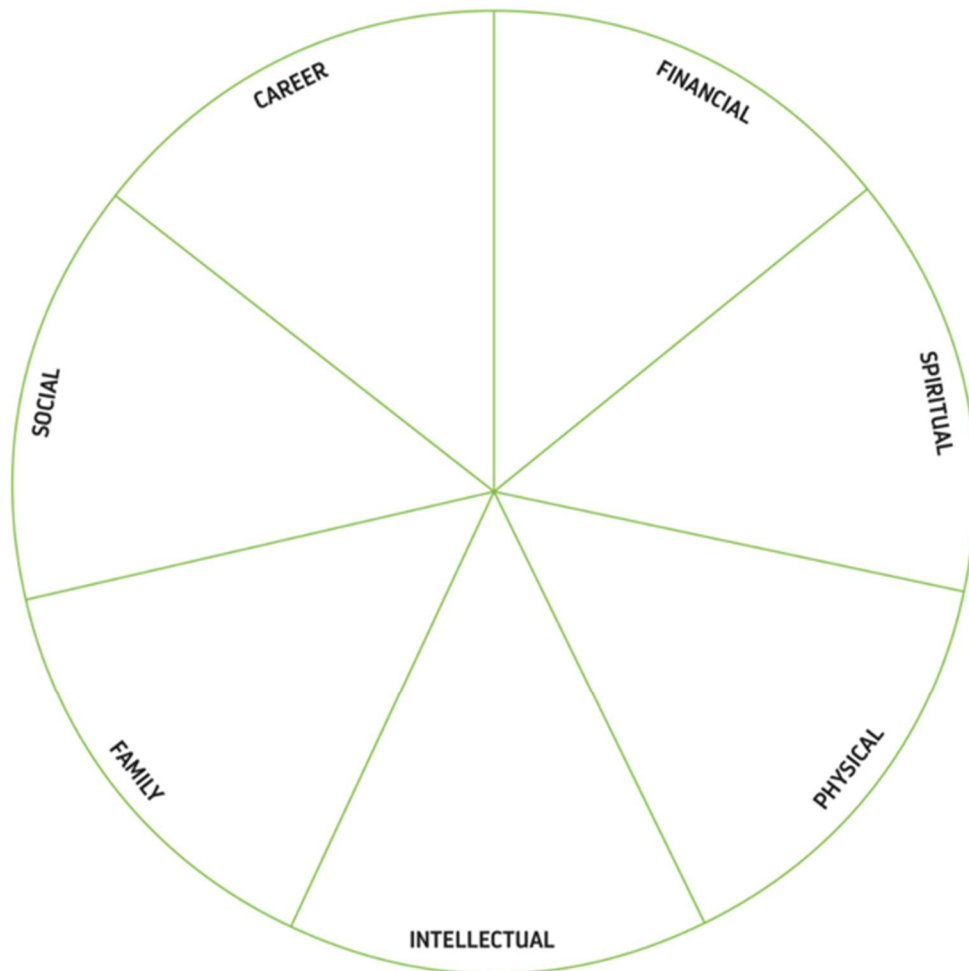 CAREER
FINANCIAL
SOCIAL
SPIRITUAL
FAMILY
PHYSICAL
INTELLECTUAL